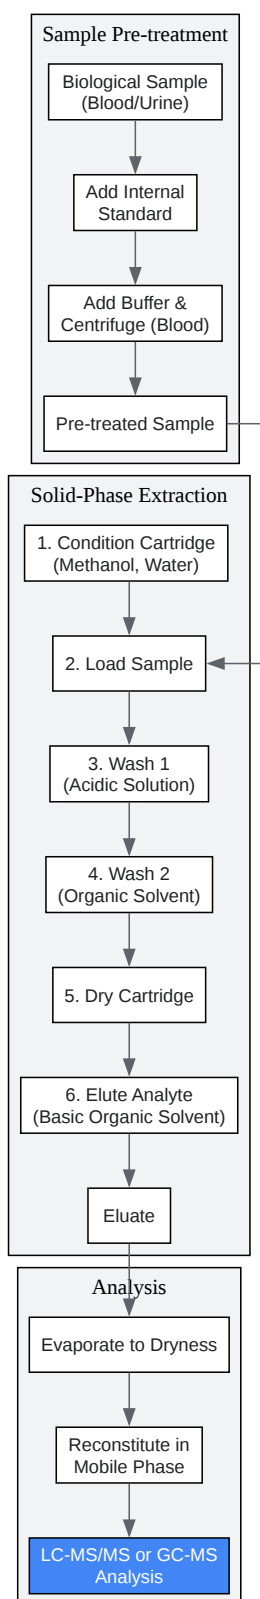 Sample Pre-treatment
Biological Sample
(Blood/Urine)
Add Internal
Standard
Add Buffer &
Centrifuge (Blood)
Pre-treated Sample
Solid-Phase Extraction
1. Condition Cartridge
(Methanol, Water)
2. Load Sample
3. Wash 1
(Acidic Solution)
4. Wash 2
(Organic Solvent)
5. Dry Cartridge
6. Elute Analyte
(Basic Organic Solvent)
Eluate
Analysis
Evaporate to Dryness
Reconstitute in
Mobile Phase
LC-MS/MS or GC-MS
Analysis